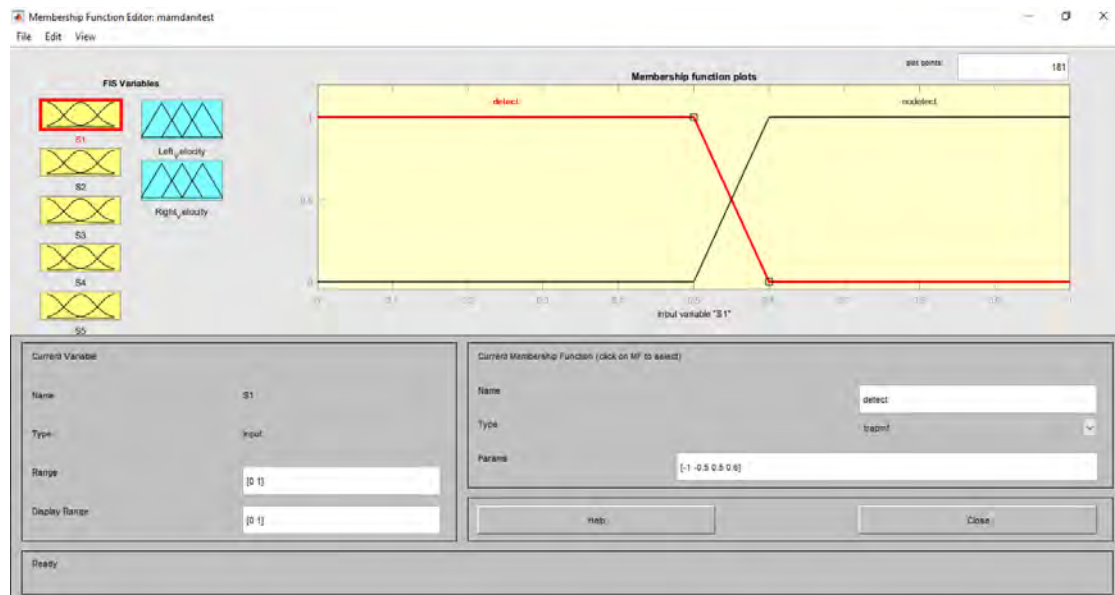 Membership Function Editor: mamdanitest
File Edit View
FIS Variables
S1
S2
S3
S4
S5
Left_velocity
Right_velocity
plot points:
181
Membership function plots
detect
nodetect
1
0.5
0
0 0.1 0.2 0.3 0.4 0.5 0.6 0.7 0.8 0.9 1
input variable "S1"
Current Variable
Name S1
Type input
Range [0 1]
Display Range [0 1]
Current Membership Function (click on MF to select)
Name detect
Type trapmf
Params [-1 -0.5 0.5 0.6]
Help Close
Ready